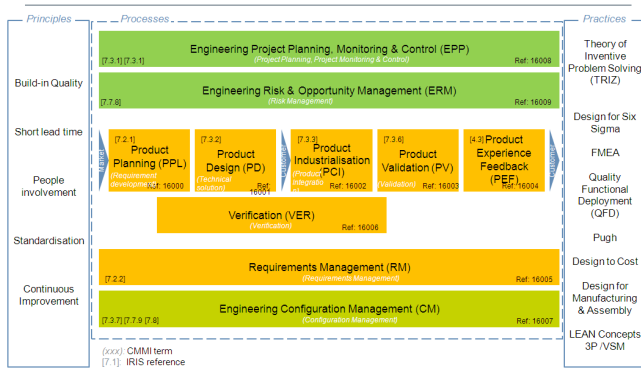 Principles
Processes
Practices
Build-in Quality
Short lead time
People
involvement
Standardisation
Continuous
Improvement
Engineering Project Planning, Monitoring & Control (EPP)
[7.3.1] [7.3.1]
(Project Planning, Project Monitoring & Control)
Ref: 16008
Engineering Risk & Opportunity Management (ERM)
[7.7.8]
(Risk Management)
Ref: 16009
Market
[7.2.1]
Product
Planning (PPL)
(Requirement
development)
Ref: 16000
[7.3.2]
Product
Design (PD)
(Technical
solution)
Ref:
16001
Customer
[7.3.3]
Product
Industrialisation
(PCI)
(Product
integratio
n)
Ref: 16002
[7.3.6]
Product
Validation (PV)
(Validation)
Ref: 16003
[4.3]
Product
Experience
Feedback
(PEF)
Ref: 16004
Customer
Verification (VER)
(Verification)
Ref: 16006
Requirements Management (RM)
[7.2.2]
(Requirements Management)
Ref: 16005
Engineering Configuration Management (CM)
[7.3.7] [7.7.9 [7.8]
(Configuration Management)
Ref: 16007
(xxx): CMMI term
[7.1]: IRIS reference
Theory of
Inventive
Problem Solving
(TRIZ)
Design for Six
Sigma
FMEA
Quality
Functional
Deployment
(QFD)
Pugh
Design to Cost
Design for
Manufacturing
& Assembly
LEAN Concepts
3P /VSM